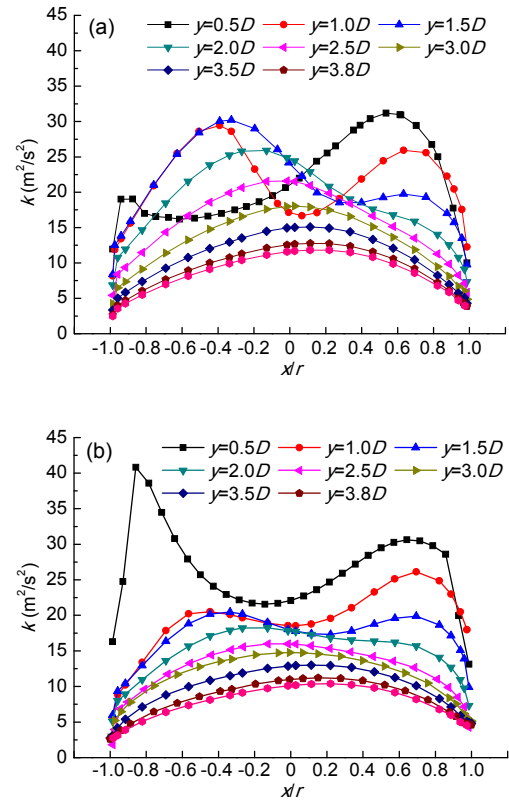 (a)
y=0.5D y=1.0D y=1.5D
y=2.0D y=2.5D y=3.0D
y=3.5D y=3.8D
k (m²/s²)
45
40
35
30
25
20
15
10
5
0
-1.0 -0.8 -0.6 -0.4 -0.2 0 0.2 0.4 0.6 0.8 1.0
x/r
(b)
y=0.5D y=1.0D y=1.5D
y=2.0D y=2.5D y=3.0D
y=3.5D y=3.8D
k (m²/s²)
45
40
35
30
25
20
15
10
5
0
-1.0 -0.8 -0.6 -0.4 -0.2 0 0.2 0.4 0.6 0.8 1.0
x/r